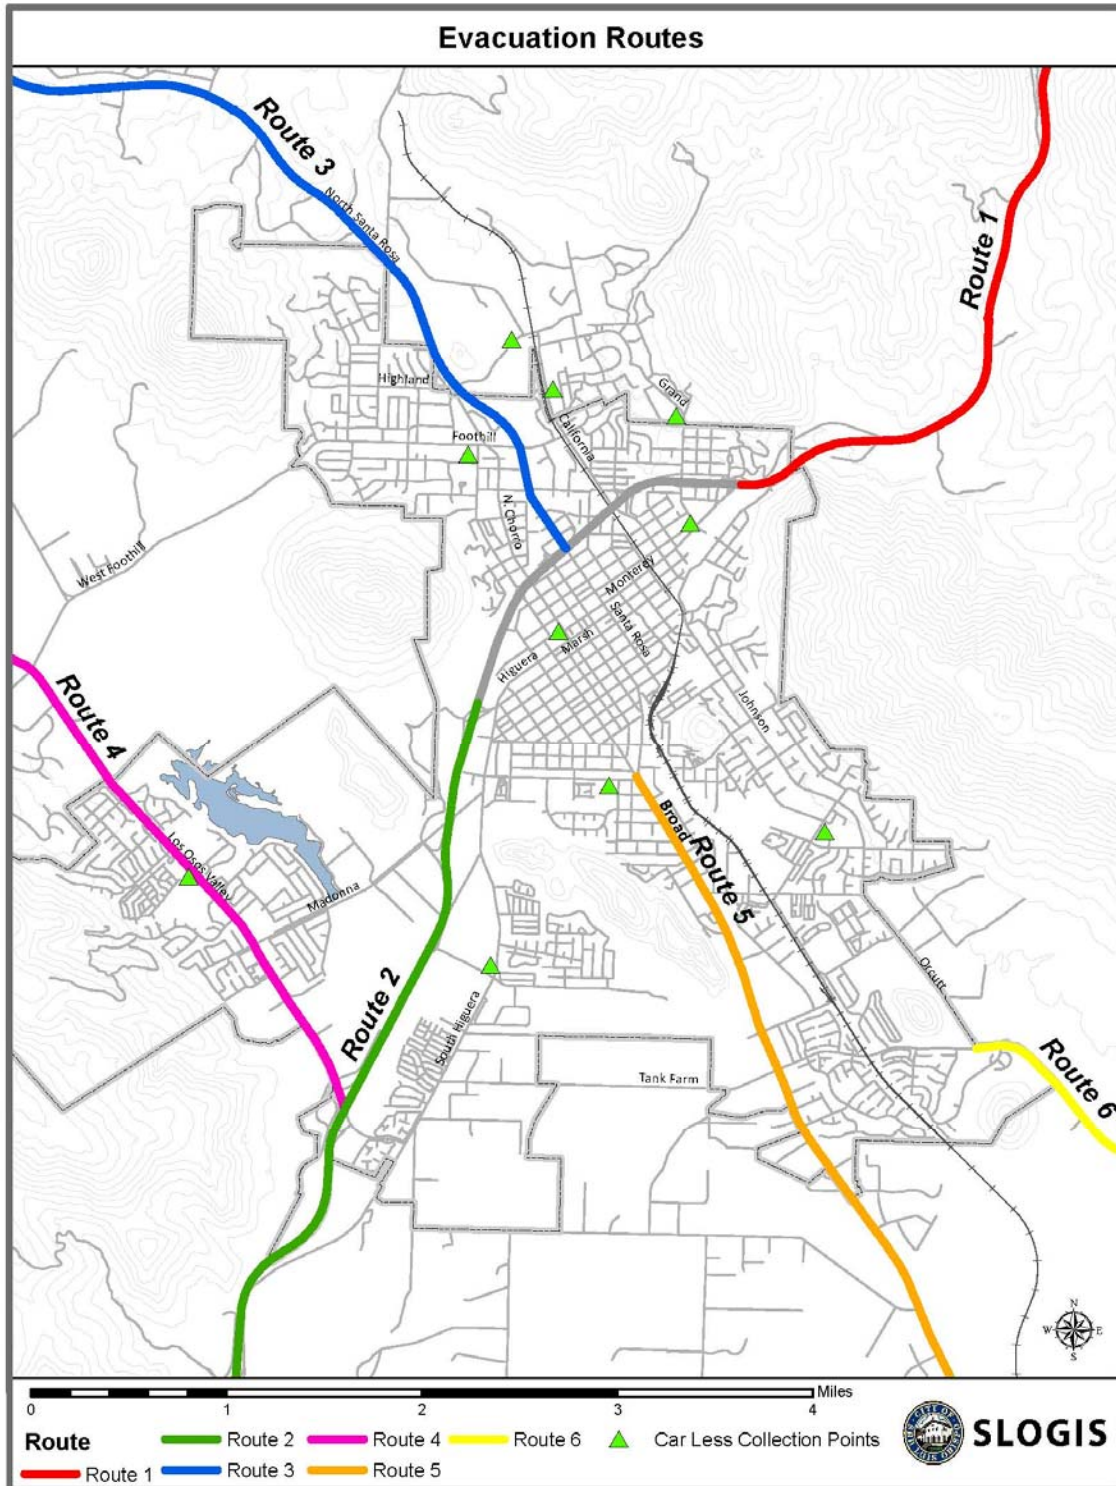 Evacuation Routes
Route 3
North Santa Rosa
Route 1
Highland
Grand
Foothill
California
N. Chorro
West Foothill
Monterey
Santa Rosa
Marsh
Higuera
Route 4
Johnson
Broad
Route 5
Los Osos Valley
Madonna
Route 2
South Higuera
Orcutt
Tank Farm
Route 6
N
W E
S
Miles
0 1 2 3 4
Route
Route 2 Route 4 Route 6 Car Less Collection Points
Route 1 Route 3 Route 5
SLOGIS